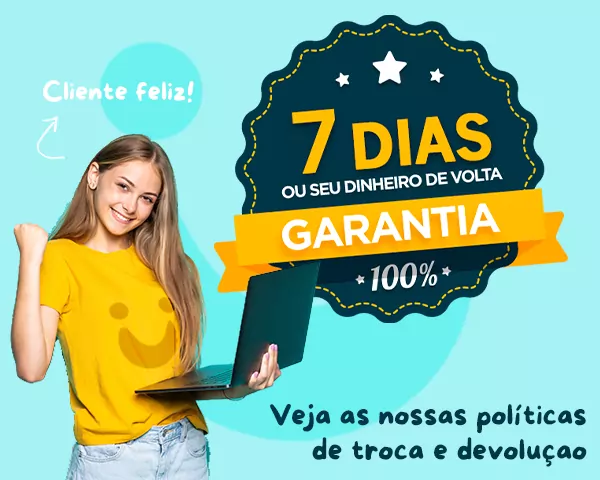 Cliente feliz!
7 DIAS
OU SEU DINHEIRO DE VOLTA
GARANTIA
100%
Veja as nossas políticas
de troca e devoluçao